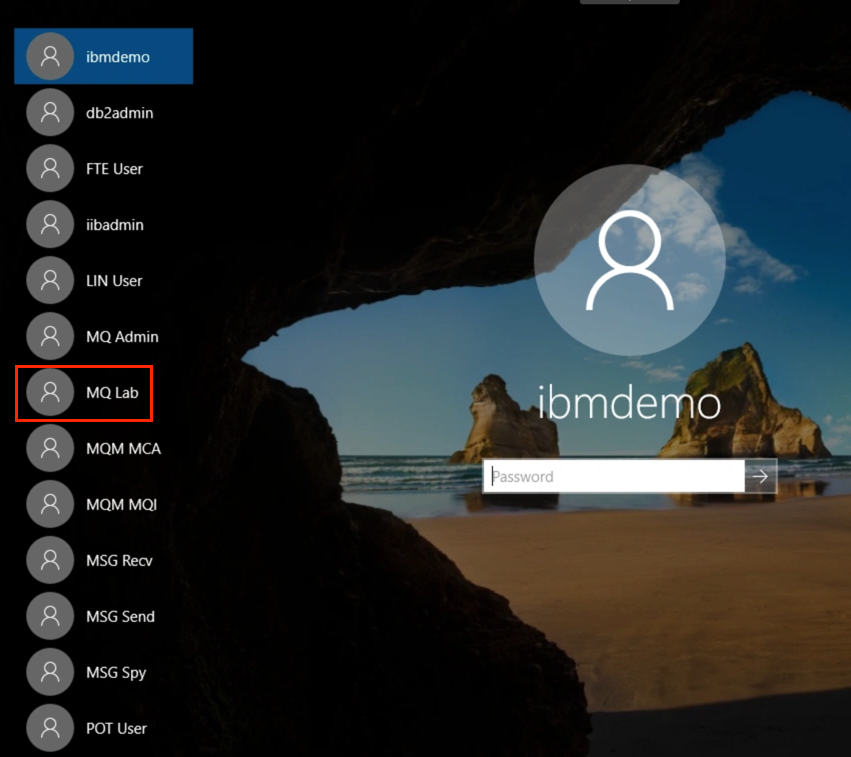 ibmdemo
db2admin
FTE User
iibadmin
LIN User
MQ Admin
MQ Lab
MQM MCA
MQM MQI
MSG Recv
MSG Send
MSG Spy
POT User
ibmdemo
Password